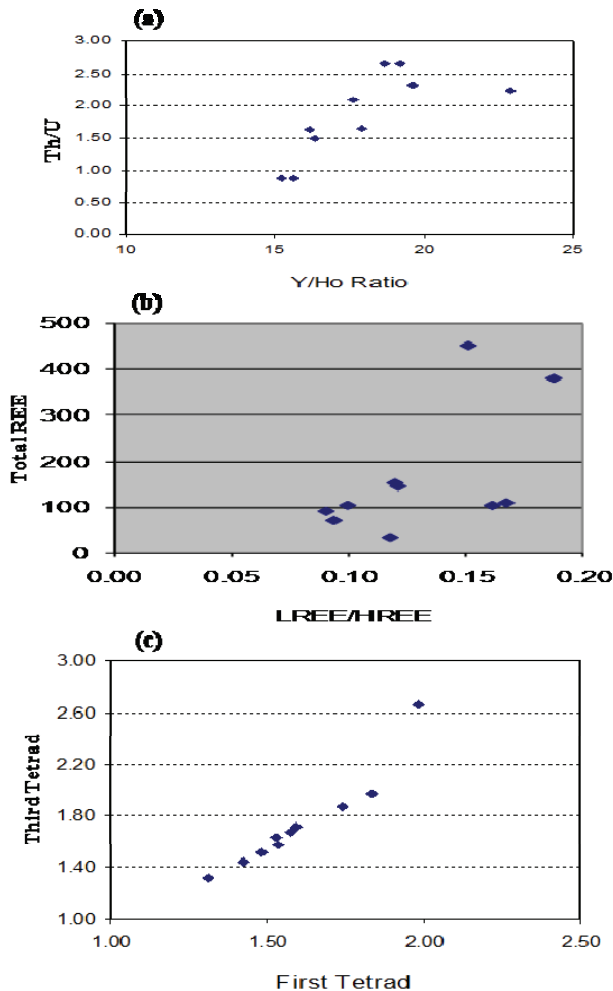 (a)
3.00
2.50
2.00
1.50
1.00
0.50
0.00
Th/U
10 15 20 25
Y/Ho Ratio
(b)
500
400
300
200
100
0
Total REE
0.00 0.05 0.10 0.15 0.20
LREE/HREE
(c)
3.00
2.60
2.20
1.80
1.40
1.00
Third Tetrad
1.00 1.50 2.00 2.50
First Tetrad